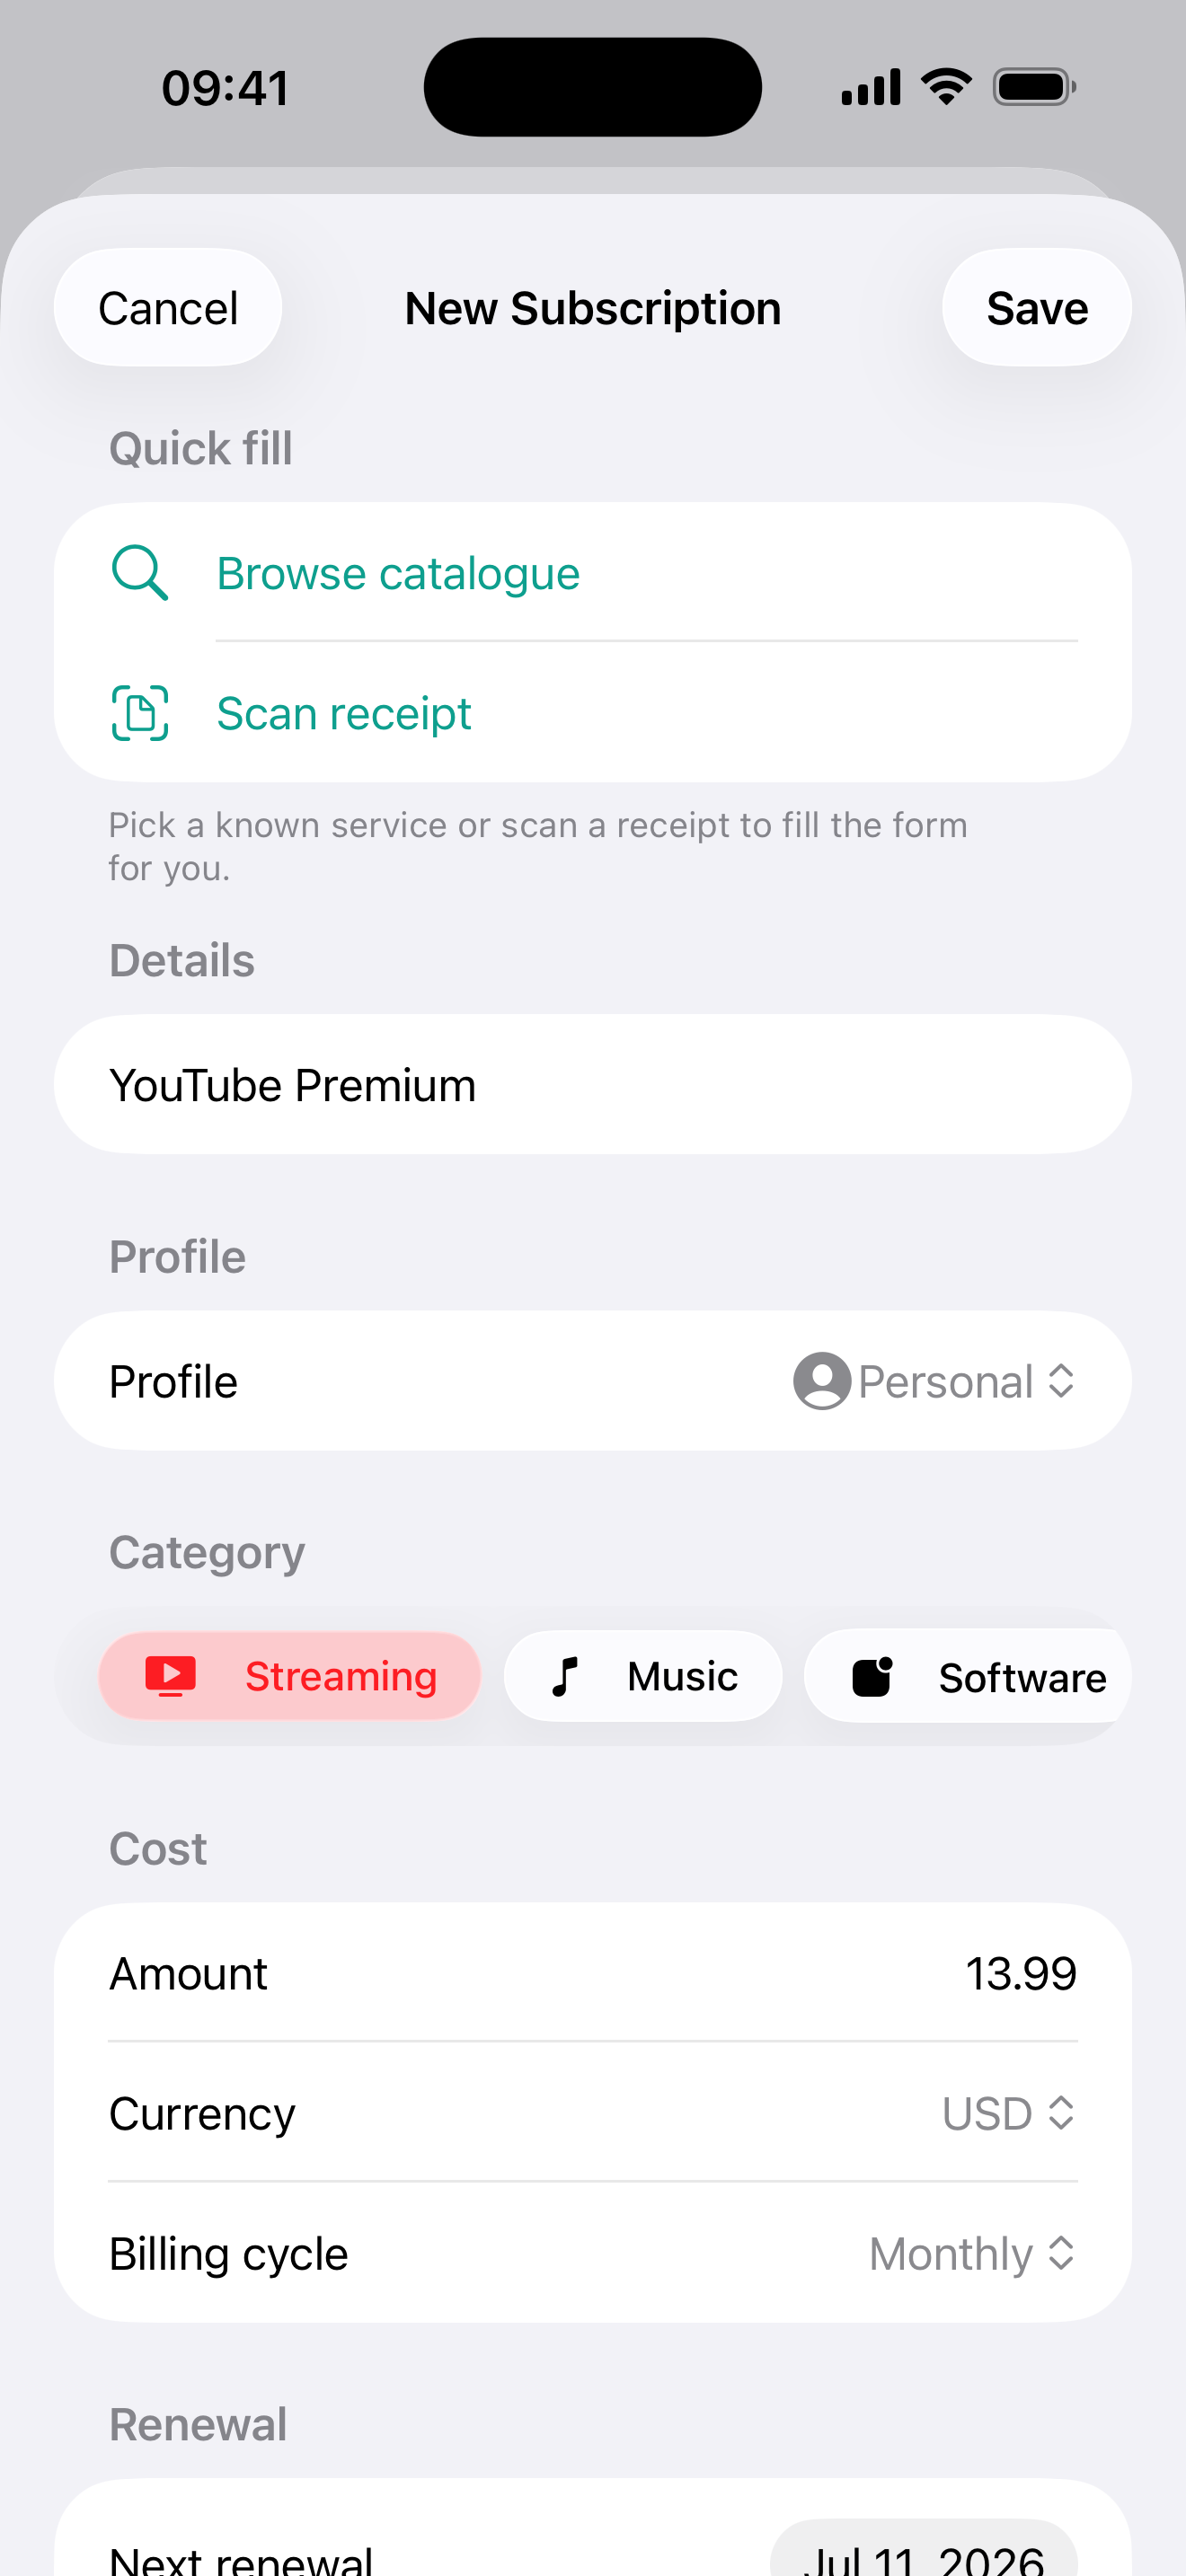 09:41
Cancel
New Subscription
Save
Quick fill
Browse catalogue
Scan receipt
Pick a known service or scan a receipt to fill the form
for you.
Details
YouTube Premium
Profile
Profile
Personal
Category
Streaming
Music
Software
Cost
Amount
13.99
Currency
USD
Billing cycle
Monthly
Renewal
Next renewal
Jul 11, 2026